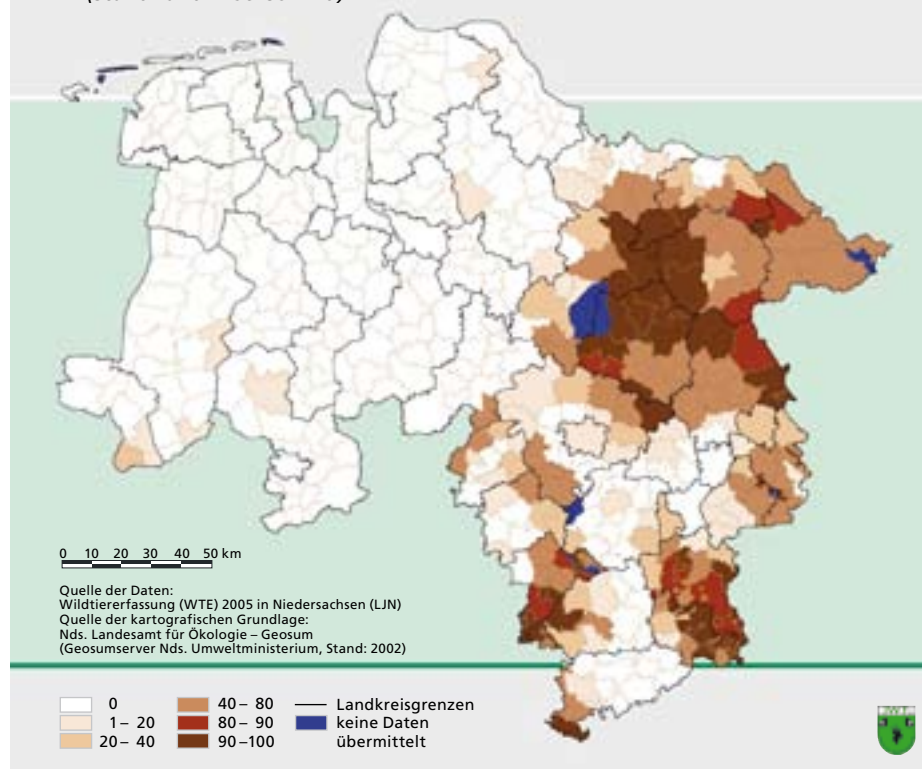 0 10 20 30 40 50 km
Quelle der Daten:
Wildtiererfassung (WTE) 2005 in Niedersachsen (LJN)
Quelle der kartografischen Grundlage:
Nds. Landesamt für Ökologie – Geosum
(Geosumserver Nds. Umweltministerium, Stand: 2002)
0 40 – 80 Landkreisgrenzen
1 – 20 80 – 90 keine Daten
20 – 40 90 –100 übermittelt